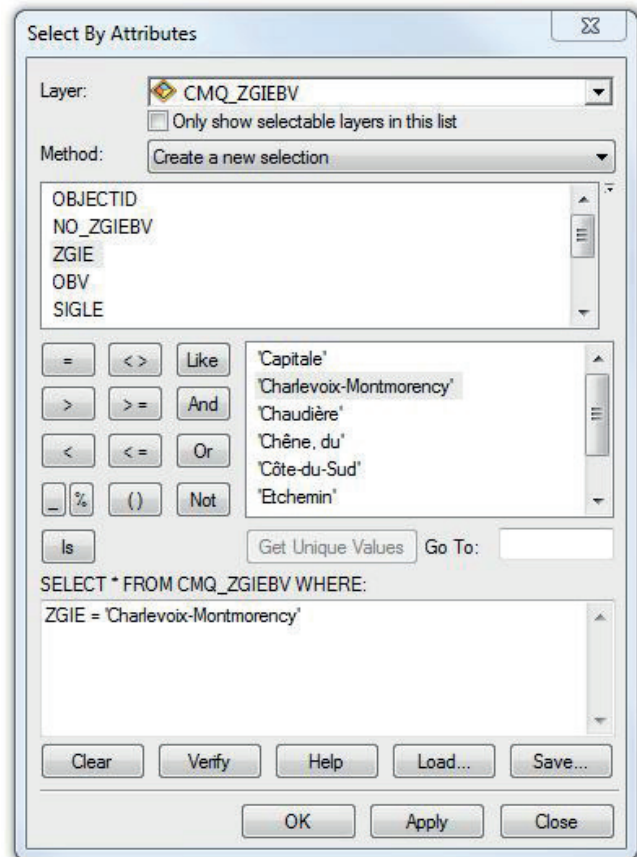 Select By Attributes
Layer: CMQ_ZGIEBV
Only show selectable layers in this list
Method: Create a new selection
OBJECTID
NO_ZGIEBV
ZGIE
OBV
SIGLE
= < > Like
> > = And
< < = Or
_ % ( ) Not
Is
'Capitale'
'Charlevoix-Montmorency'
'Chaudière'
'Chêne, du'
'Côte-du-Sud'
'Etchemin'
Get Unique Values Go To:
SELECT * FROM CMQ_ZGIEBV WHERE:
ZGIE = 'Charlevoix-Montmorency'
Clear Verify Help Load... Save...
OK Apply Close